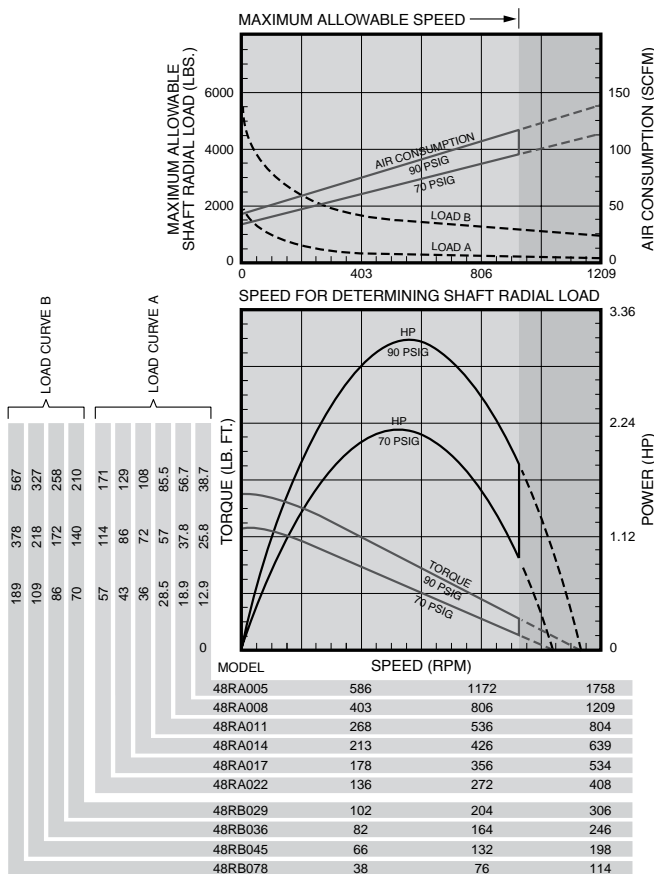 MAXIMUM ALLOWABLE SPEED
MAXIMUM ALLOWABLE
SHAFT RADIAL LOAD (LBS.)
6000
4000
2000
0
AIR CONSUMPTION
90 PSIG
70 PSIG
LOAD B
LOAD A
150
100
50
0
AIR CONSUMPTION (SCFM)
0 403 806 1209
SPEED FOR DETERMINING SHAFT RADIAL LOAD
LOAD CURVE B
LOAD CURVE A
567 327 258 210 171 129 108 85.5 56.7 38.7
378 218 172 140 114 86 72 57 37.8 25.8
189 109 86 70 57 43 36 28.5 18.9 12.9
0
TORQUE (LB. FT.)
HP
90 PSIG
HP
70 PSIG
TORQUE
90 PSIG
70 PSIG
3.36
2.24
1.12
0
POWER (HP)
MODEL SPEED (RPM)
48RA005 586 1172 1758
48RA008 403 806 1209
48RA011 268 536 804
48RA014 213 426 639
48RA017 178 356 534
48RA022 136 272 408
48RB029 102 204 306
48RB036 82 164 246
48RB045 66 132 198
48RB078 38 76 114